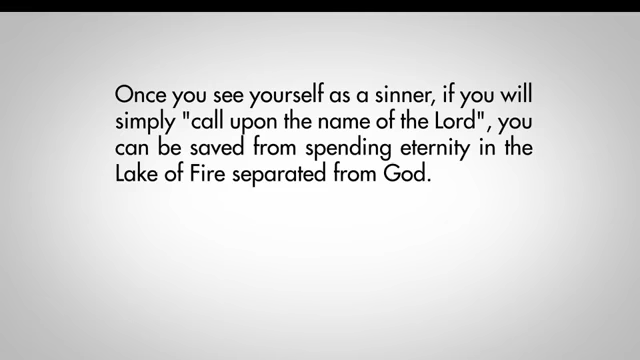 Once you see yourself as a sinner, if you will
simply "call upon the name of the Lord", you
can be saved from spending eternity in the
Lake of Fire separated from God.